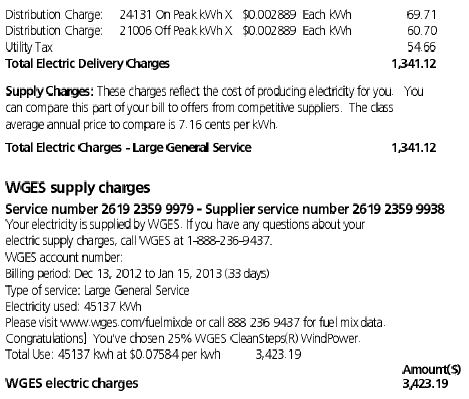 Distribution Charge: 24131 On Peak kWh X $0.002889 Each kWh 69.71
Distribution Charge: 21006 Off Peak kWh X $0.002889 Each kWh 60.70
Utility Tax 54.66
Total Electric Delivery Charges 1,341.12
Supply Charges: These charges reflect the cost of producing electricity for you. You
can compare this part of your bill to offers from competitive suppliers. The class
average annual price to compare is 7.16 cents per kWh.
Total Electric Charges - Large General Service 1,341.12
WGES supply charges
Service number 2619 2359 9979 - Supplier service number 2619 2359 9938
Your electricity is supplied by WGES. If you have any questions about your
electric supply charges, call WGES at 1-888-236-9437.
WGES account number:
Billing period: Dec 13, 2012 to Jan 15, 2013 (33 days)
Type of service: Large General Service
Electricity used: 45137 kWh
Please visit www.wges.com/fuelmixde or call 888 236 9437 for fuel mix data.
Congratulations] You've chosen 25% WGES CleanSteps(R) WindPower.
Total Use: 45137 kwh at $0.07584 per kwh 3,423.19
Amount($)
WGES electric charges 3,423.19